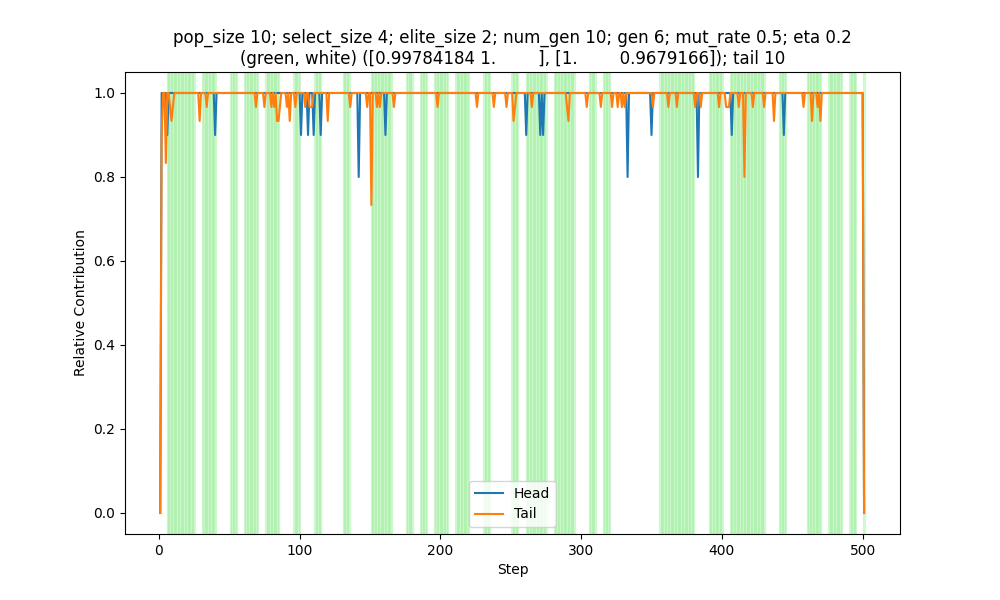 pop_size 10; select_size 4; elite_size 2; num_gen 10; gen 6; mut_rate 0.5; eta 0.2
(green, white) ([0.99784184 1.         ], [1.         0.9679166]); tail 10
1.0
0.8
0.6
0.4
0.2
0.0
Relative Contribution
Head
Tail
0
100
200
300
400
500
Step